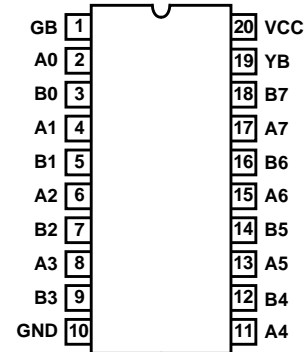 GB 1 20 VCC
A0 2 19 YB
B0 3 18 B7
A1 4 17 A7
B1 5 16 B6
A2 6 15 A6
B2 7 14 B5
A3 8 13 A5
B3 9 12 B4
GND 10 11 A4